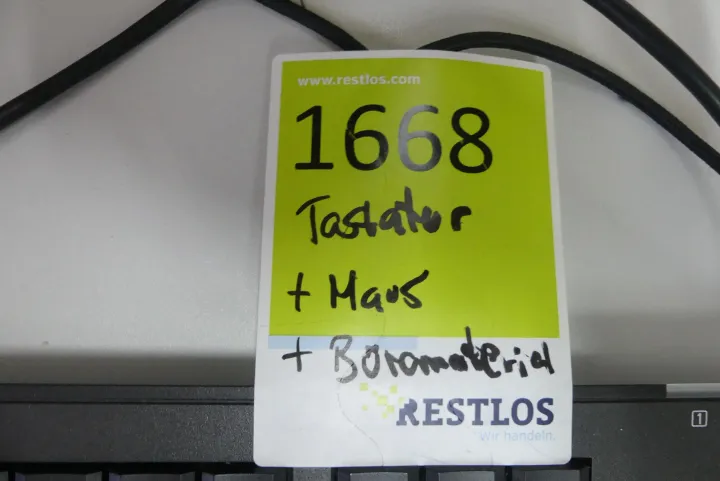 www.restlos.com
1668
Tastatur
+ Maus
+ Büromaterial
RESTLOS
wir handeln.
1